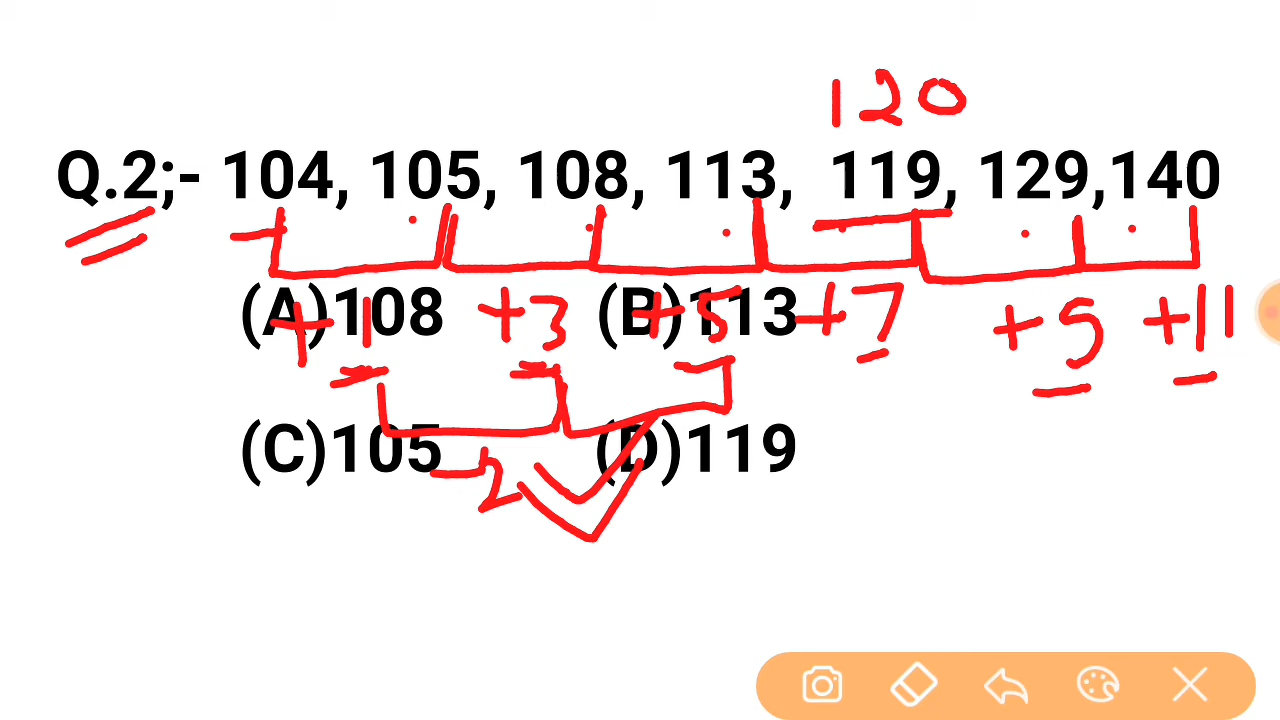 120
Q.2;- 104, 105, 108, 113, 119, 129,140
(A)108 (B)113
+1 +3 +5 +7 +9 +11
(C)105 (D)119
2